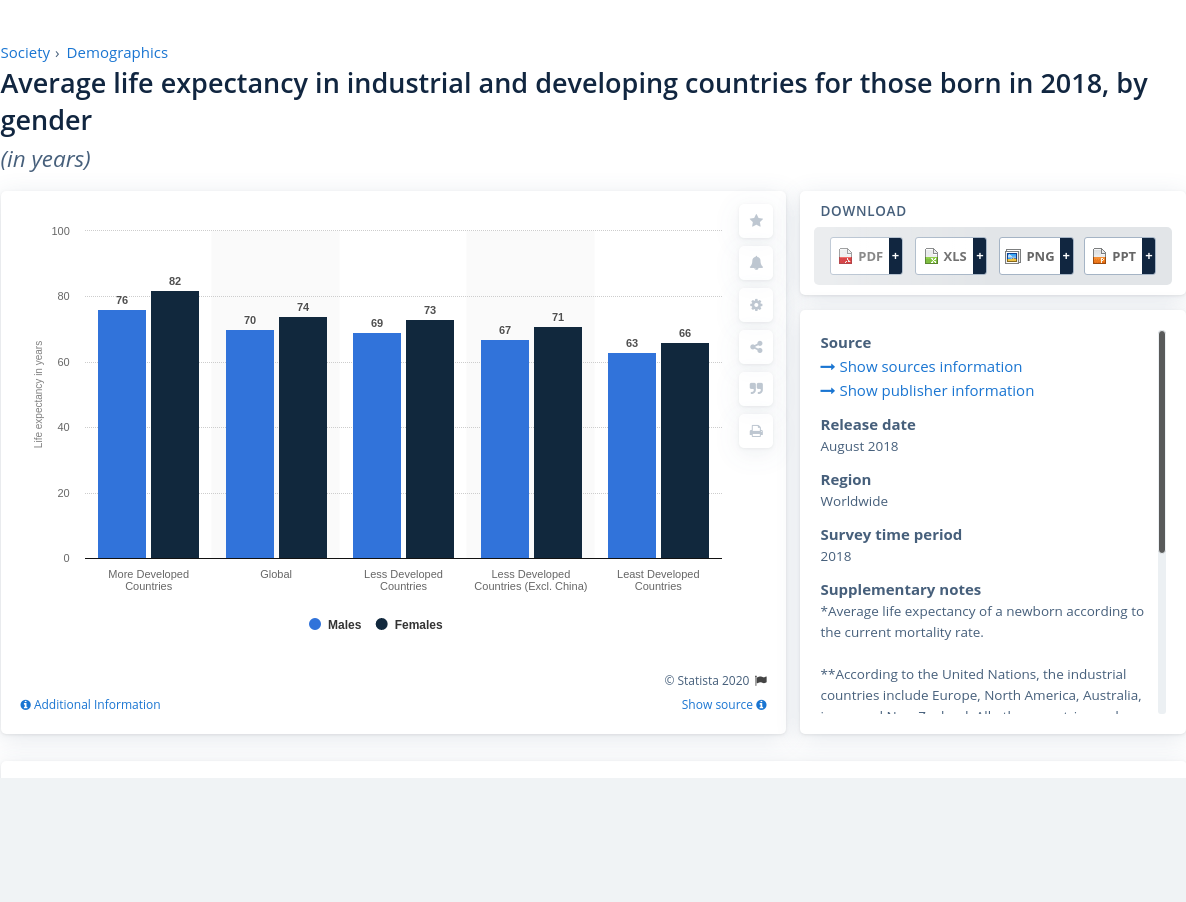 Society › Demographics
Average life expectancy in industrial and developing countries for those born in 2018, by
gender
(in years)
100
80
60
40
20
0
Life expectancy in years
76
82
70
74
69
73
67
71
63
66
More Developed
Countries
Global
Less Developed
Countries
Less Developed
Countries (Excl. China)
Least Developed
Countries
Males Females
© Statista 2020
Additional Information
Show source
DOWNLOAD
PDF + XLS + PNG + PPT +
Source
Show sources information
Show publisher information
Release date
August 2018
Region
Worldwide
Survey time period
2018
Supplementary notes
*Average life expectancy of a newborn according to
the current mortality rate.
**According to the United Nations, the industrial
countries include Europe, North America, Australia,